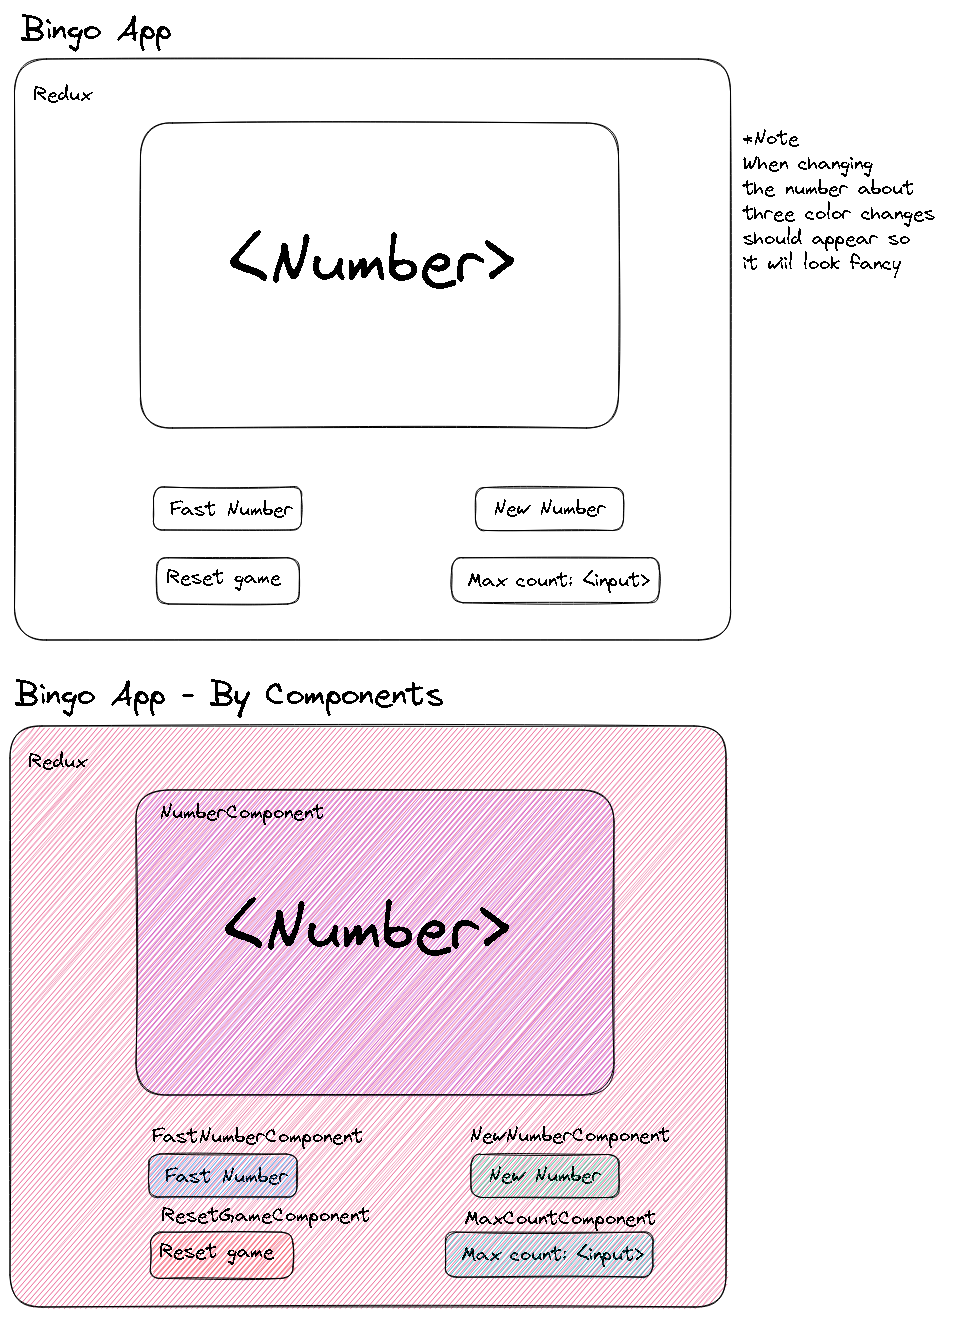 Bingo App
Redux
<Number>
*Note
When changing
the number about
three color changes
should appear so
it will look fancy
Fast Number
New Number
Reset game
Max count: <input>
Bingo App - By Components
Redux
NumberComponent
<Number>
FastNumberComponent
NewNumberComponent
Fast Number
New Number
ResetGameComponent
MaxCountComponent
Reset game
Max count: <input>